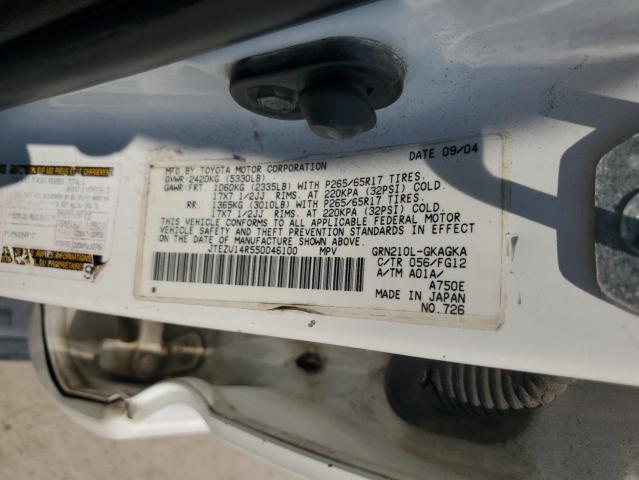 MFD. BY TOYOTA MOTOR CORPORATION DATE 09/04
GVWR 2420KG (5330LB)
GAWR FRT. 1060KG (2335LB) WITH P265/65R17 TIRES.
17X7 1/2JJ RIMS. AT 220KPA (32PSI) COLD.
RR. 1365KG (3010LB) WITH P265/65R17 TIRES.
17X7 1/2JJ RIMS. AT 220KPA (32PSI) COLD.
THIS VEHICLE CONFORMS TO ALL APPLICABLE FEDERAL MOTOR
VEHICLE SAFETY AND THEFT PREVENTION STANDARDS IN EFFECT
ON THE DATE OF MANUFACTURE SHOWN ABOVE.
JTEZU14R550046100 MPV GRN210L-GKAGKA
C/TR 056/FG12
A/TM A01A/
A750E
MADE IN JAPAN
NO. 726